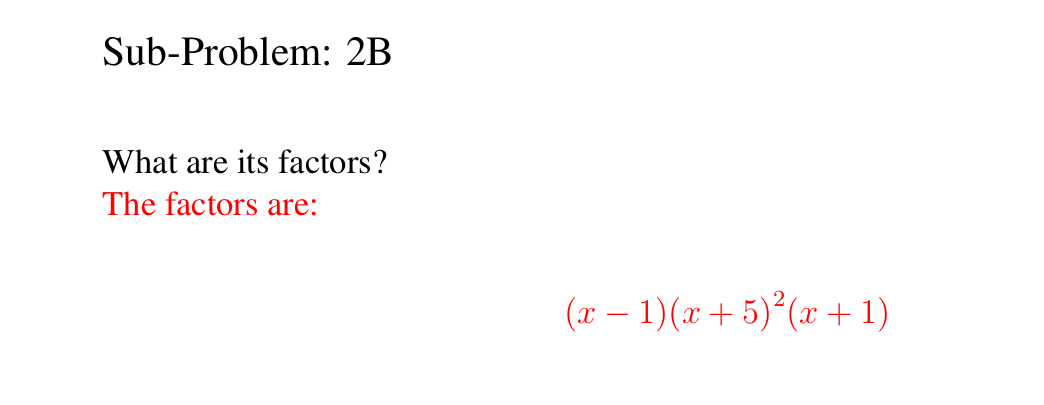 Sub-Problem: 2B
What are its factors?
The factors are:
(x − 1)(x + 5)²(x + 1)